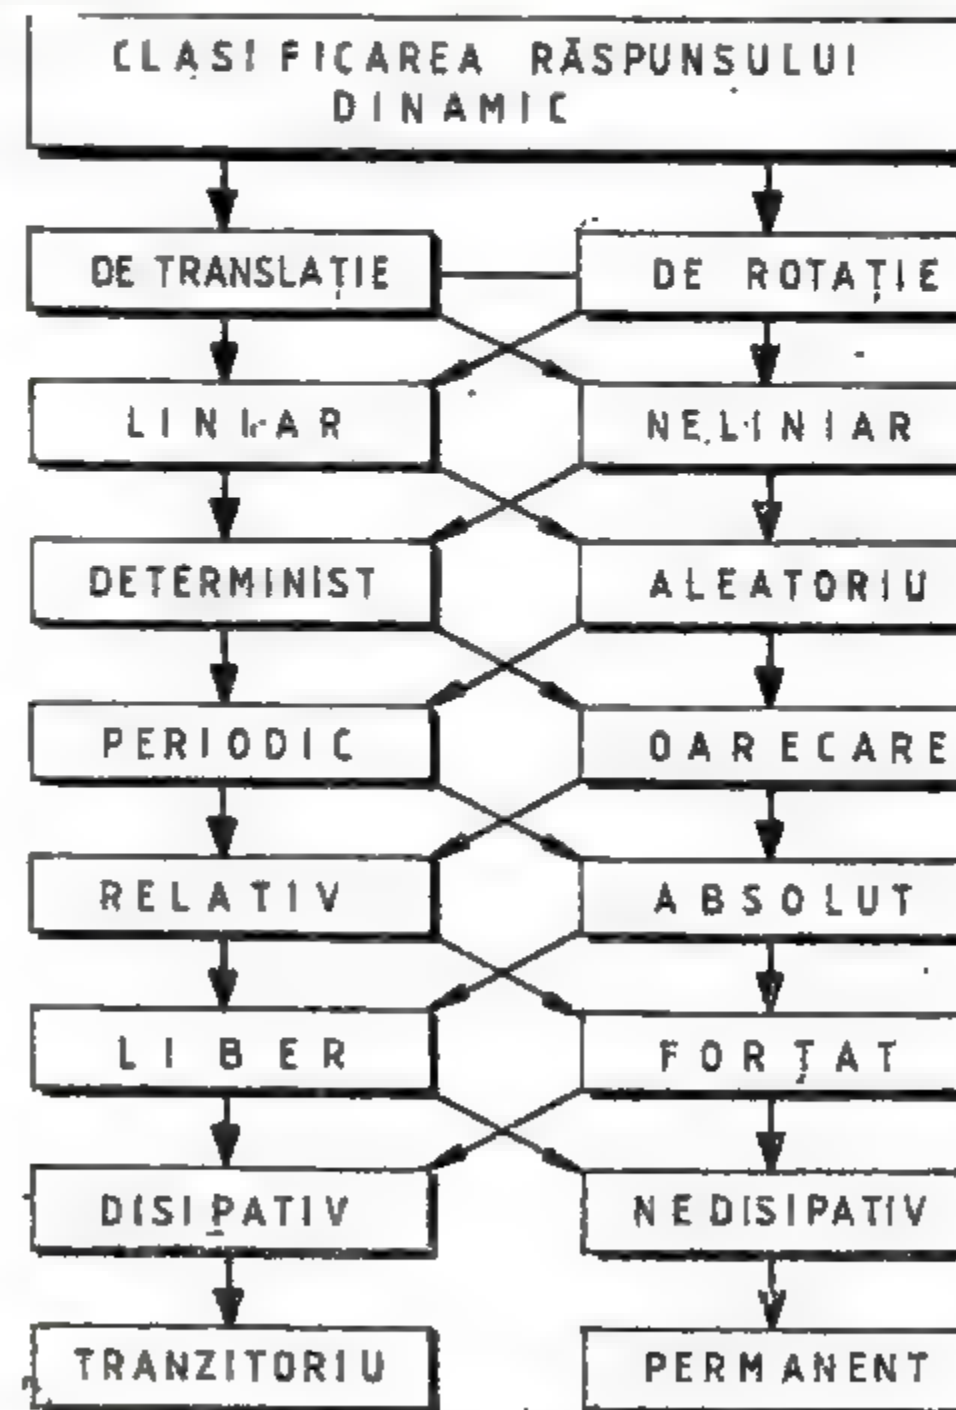 CLASIFICAREA RĂSPUNSULUI
DINAMIC
DE TRANSLAȚIE
DE ROTAȚIE
LINIAR
NELINIAR
DETERMINIST
ALEATORIU
PERIODIC
OARECARE
RELATIV
ABSOLUT
LIBER
FORȚAT
DISIPATIV
NEDISIPATIV
TRANZITORIU
PERMANENT